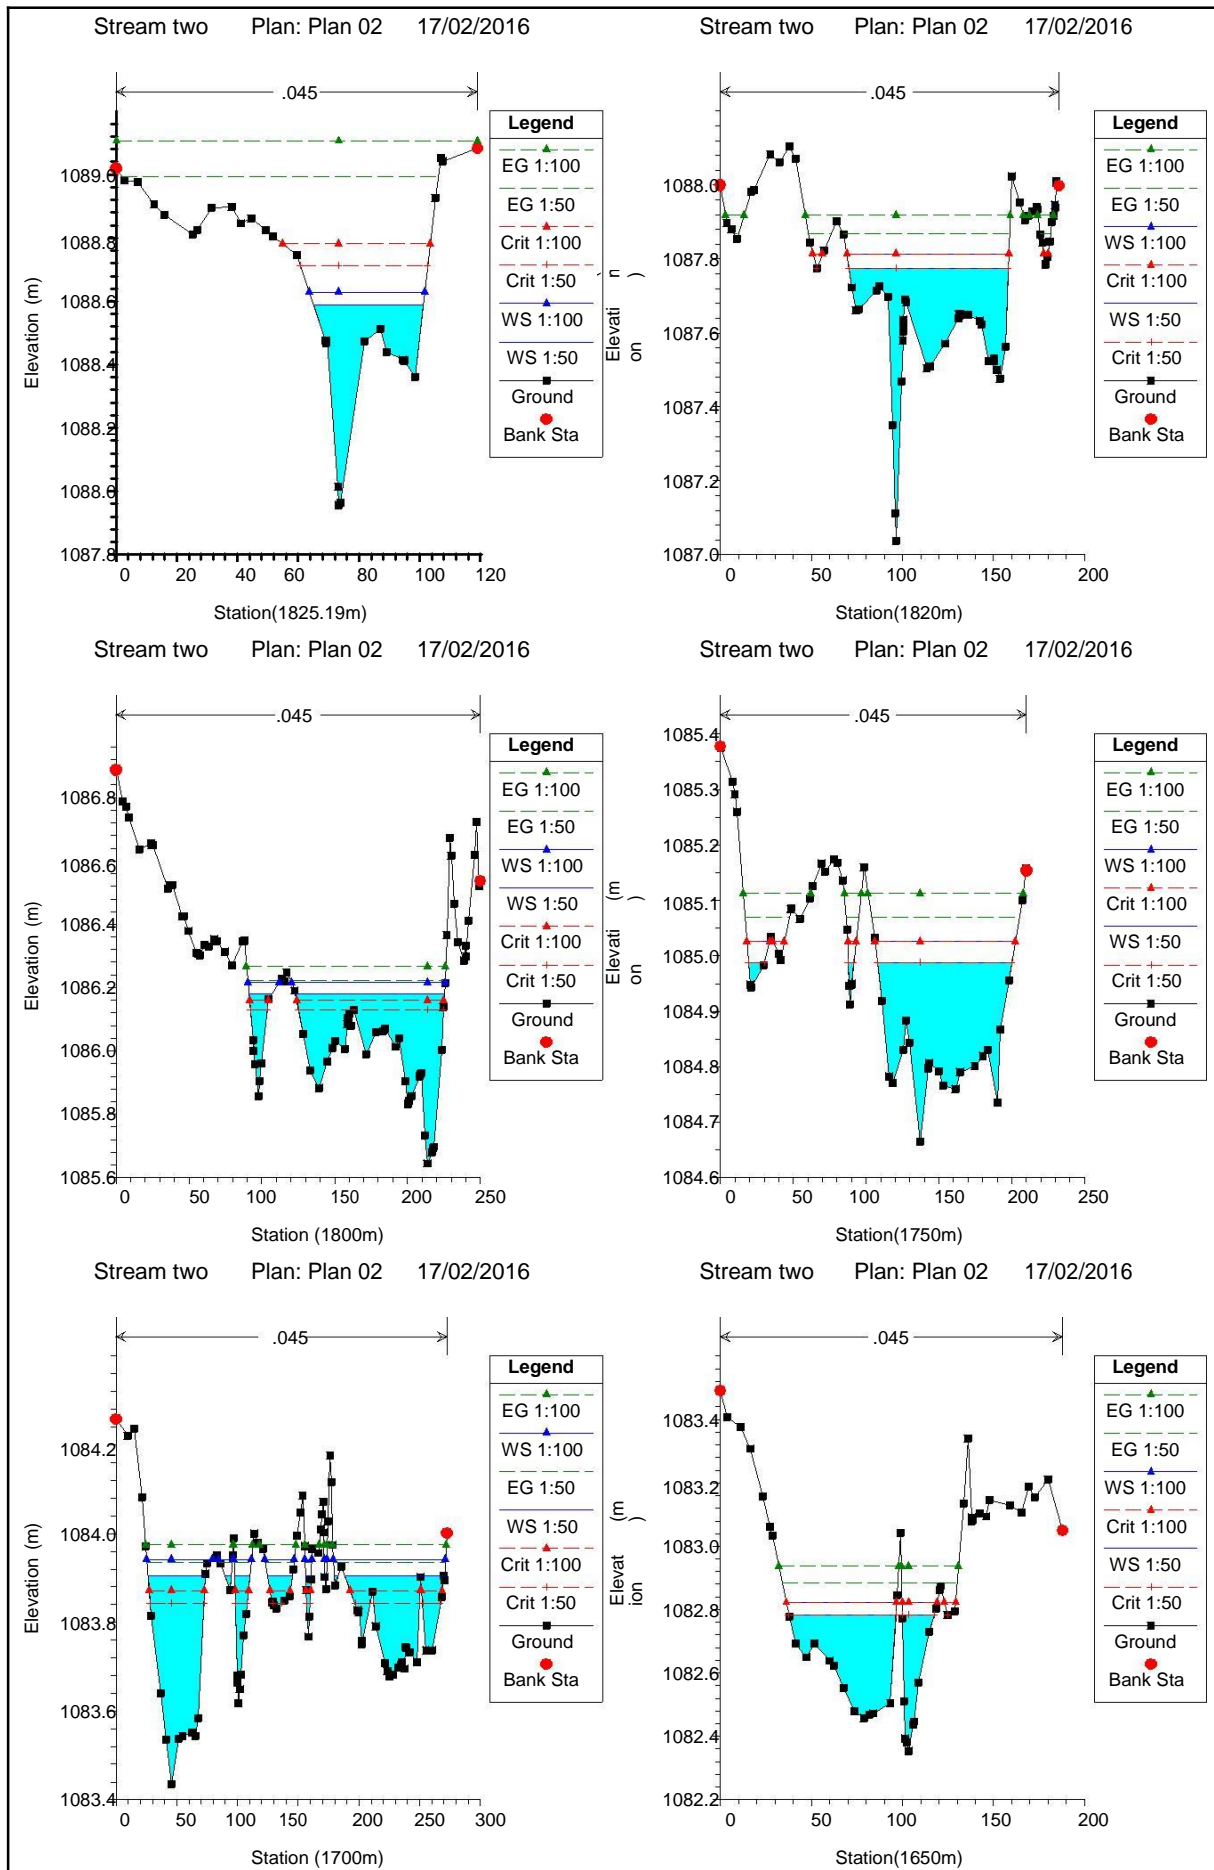 Stream two Plan: Plan 02 17/02/2016
.045
Legend
EG 1:100
EG 1:50
Crit 1:100
Crit 1:50
WS 1:100
WS 1:50
Ground
Bank Sta
Elevation (m)
1089.0
1088.8
1088.6
1088.4
1088.2
1088.0
1087.8
0 20 40 60 80 100 120
Station(1825.19m)
Stream two Plan: Plan 02 17/02/2016
.045
Legend
EG 1:100
EG 1:50
WS 1:100
Crit 1:100
WS 1:50
Crit 1:50
Ground
Bank Sta
Elevati
on
n
)
1088.0
1087.8
1087.6
1087.4
1087.2
1087.0
0 50 100 150 200
Station(1820m)
Stream two Plan: Plan 02 17/02/2016
.045
Legend
EG 1:100
EG 1:50
WS 1:100
WS 1:50
Crit 1:100
Crit 1:50
Ground
Bank Sta
Elevation (m)
1086.8
1086.6
1086.4
1086.2
1086.0
1085.8
1085.6
0 50 100 150 200 250
Station (1800m)
Stream two Plan: Plan 02 17/02/2016
.045
Legend
EG 1:100
EG 1:50
WS 1:100
Crit 1:100
WS 1:50
Crit 1:50
Ground
Bank Sta
Elevati (m
on )
1085.4
1085.3
1085.2
1085.1
1085.0
1084.9
1084.8
1084.7
1084.6
0 50 100 150 200 250
Station(1750m)
Stream two Plan: Plan 02 17/02/2016
.045
Legend
EG 1:100
WS 1:100
EG 1:50
WS 1:50
Crit 1:100
Crit 1:50
Ground
Bank Sta
Elevation (m)
1084.2
1084.0
1083.8
1083.6
1083.4
0 50 100 150 200 250 300
Station (1700m)
Stream two Plan: Plan 02 17/02/2016
.045
Legend
EG 1:100
EG 1:50
WS 1:100
Crit 1:100
WS 1:50
Crit 1:50
Ground
Bank Sta
Elevat (m
ion )
1083.4
1083.2
1083.0
1082.8
1082.6
1082.4
1082.2
0 50 100 150 200
Station(1650m)